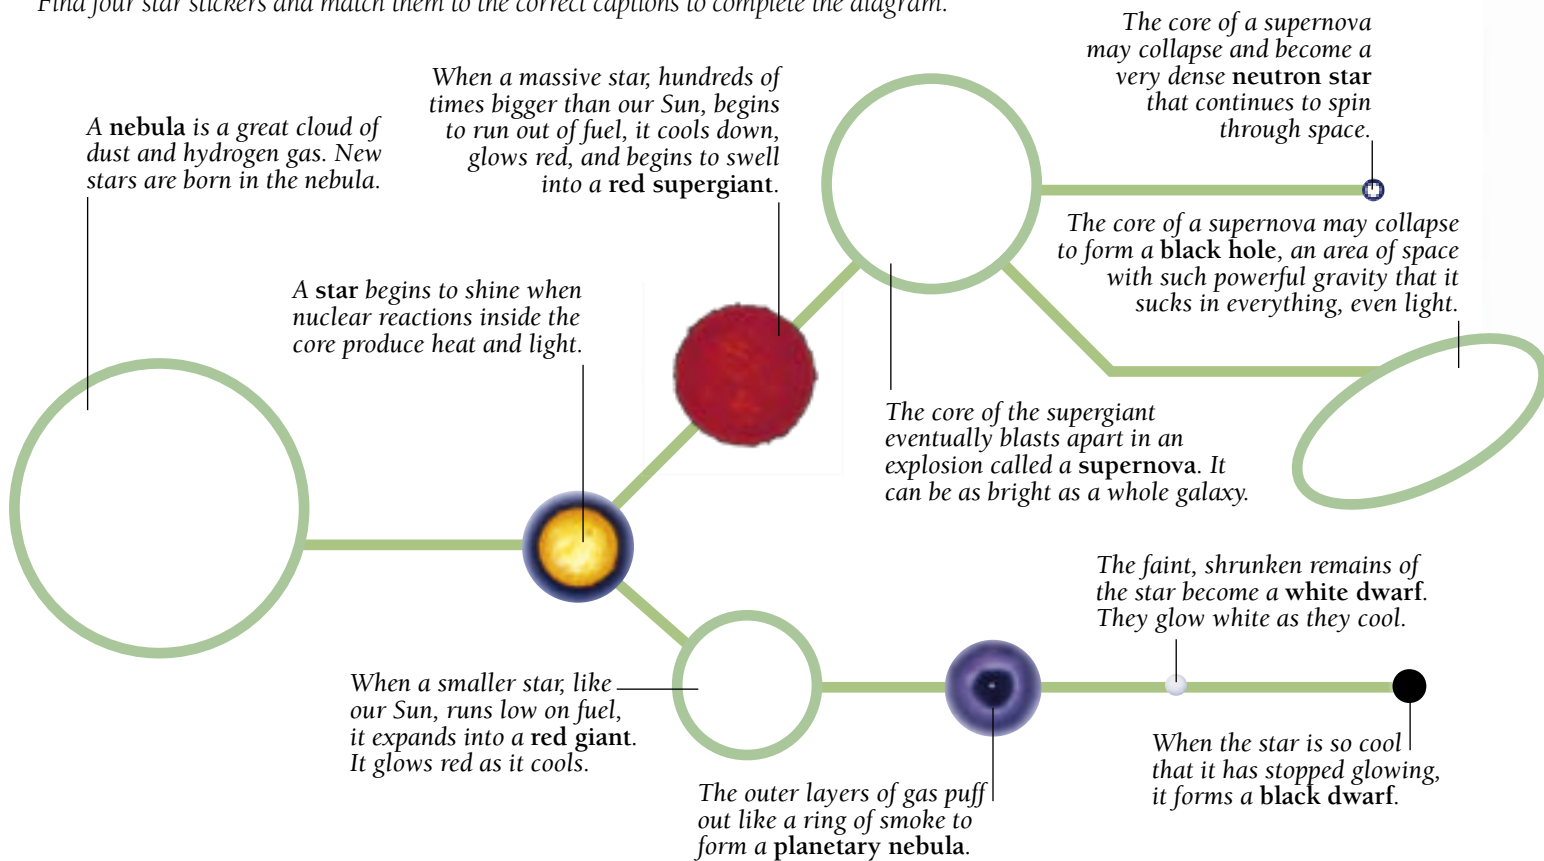 Find four star stickers and match them to the correct captions to complete the diagram.
A nebula is a great cloud of
dust and hydrogen gas. New
stars are born in the nebula.
When a massive star, hundreds of
times bigger than our Sun, begins
to run out of fuel, it cools down,
glows red, and begins to swell
into a red supergiant.
The core of a supernova
may collapse and become a
very dense neutron star
that continues to spin
through space.
The core of a supernova may collapse
to form a black hole, an area of space
with such powerful gravity that it
sucks in everything, even light.
A star begins to shine when
nuclear reactions inside the
core produce heat and light.
The core of the supergiant
eventually blasts apart in an
explosion called a supernova. It
can be as bright as a whole galaxy.
When a smaller star, like
our Sun, runs low on fuel,
it expands into a red giant.
It glows red as it cools.
The outer layers of gas puff
out like a ring of smoke to
form a planetary nebula.
The faint, shrunken remains of
the star become a white dwarf.
They glow white as they cool.
When the star is so cool
that it has stopped glowing,
it forms a black dwarf.